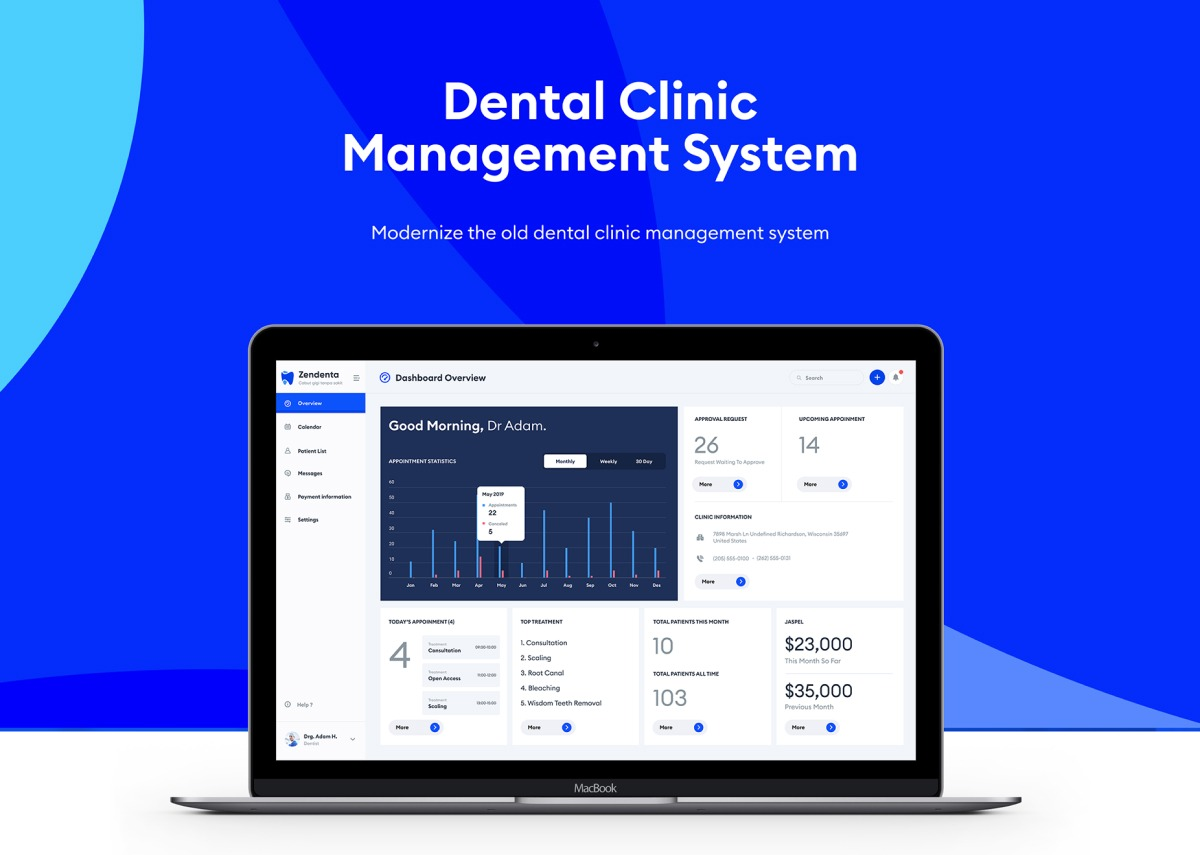 Dental Clinic
Management System
Modernize the old dental clinic management system
Zendenta
Cabut gigi tanpa sakit
Overview
Calendar
Patient List
Messages
Payment information
Settings
Help ?
Drg. Adam H.
Dentist
Dashboard Overview
Search
Good Morning, Dr Adam.
APPOINTMENT STATISTICS
Monthly Weekly 30 Day
60
50
40
30
20
10
0
May 2019
Appointments
22
Canceled
5
Jan Feb Mar Apr May Jun Jul Aug Sep Oct Nov Des
APPROVAL REQUEST
26
Request Waiting To Approve
More
UPCOMING APPOINMENT
14
More
CLINIC INFORMATION
7898 Marsh Ln Undefined Richardson, Wisconsin 35697
United States
(205) 555-0100 - (262) 555-0131
More
TODAY'S APPOINMENT (4)
4
Treatment
Consultation
09:00-10:00
Treatment
Open Access
11:00-12:00
Treatment
Scaling
13:00-15:00
More
TOP TREATMENT
1. Consultation
2. Scaling
3. Root Canal
4. Bleaching
5. Wisdom Teeth Removal
More
TOTAL PATIENTS THIS MONTH
10
TOTAL PATIENTS ALL TIME
103
More
JASPEL
$23,000
This Month So Far
$35,000
Previous Month
More
MacBook